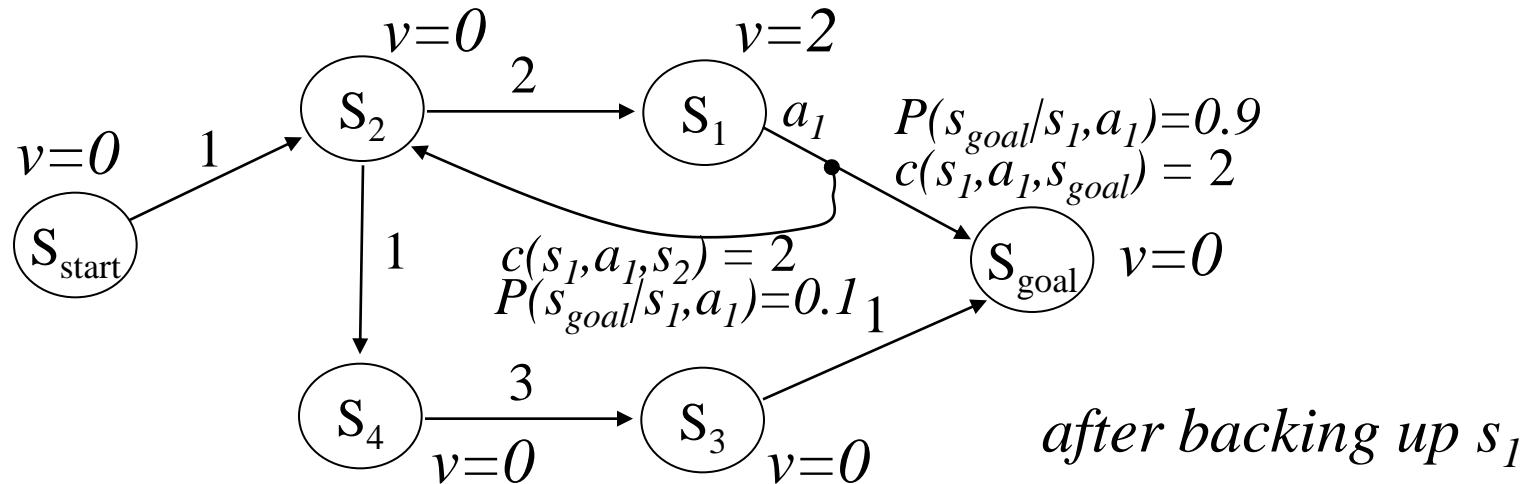 v=0
v=2
2
S2
S1
a1
P(sgoal/s1,a1)=0.9
c(s1,a1,sgoal) = 2
v=0
1
Sstart
1
c(s1,a1,s2) = 2
P(sgoal/s1,a1)=0.1
Sgoal
v=0
1
3
S4
S3
v=0
v=0
after backing up s1